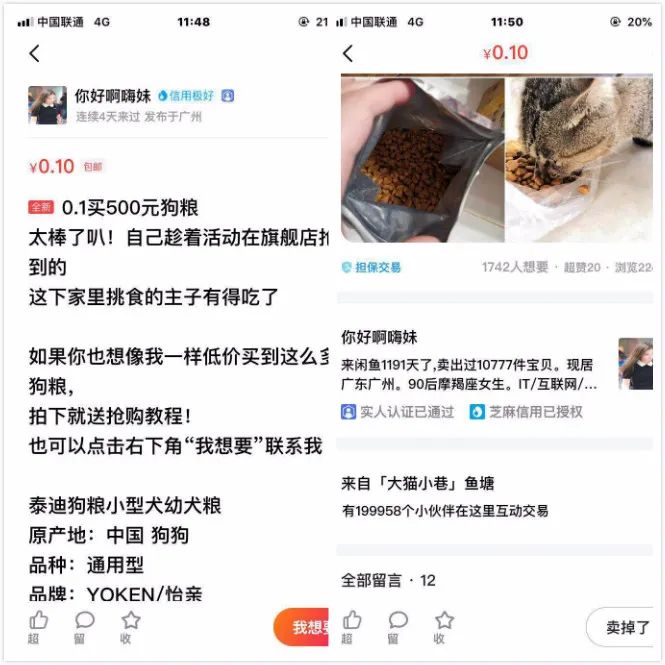 中国联通 4G
11:48
21
你好啊嗨妹 信用极好
连续4天来过 发布于广州
¥0.10 包邮
全新 0.1买500元狗粮
太棒了叭！自己趁着活动在旗舰店抢
到的
这下家里挑食的主子有得吃了
如果你也想像我一样低价买到这么多
狗粮，
拍下就送抢购教程！
也可以点击右下角“我想要”联系我
泰迪狗粮小型犬幼犬粮
原产地：中国 狗狗
品种：通用型
品牌：YOKEN/怡亲
超
留
收
我想要
中国联通 4G
11:50
20%
¥0.10
担保交易
1742人想要 · 超赞20 · 浏览22
你好啊嗨妹
来闲鱼1191天了,卖出过10777件宝贝。现居
广东广州。90后摩羯座女生。IT/互联网/...
实人认证已通过 芝麻信用已授权
来自「大猫小巷」鱼塘
有199958个小伙伴在这里互动交易
全部留言 · 12
超
留
收
卖掉了